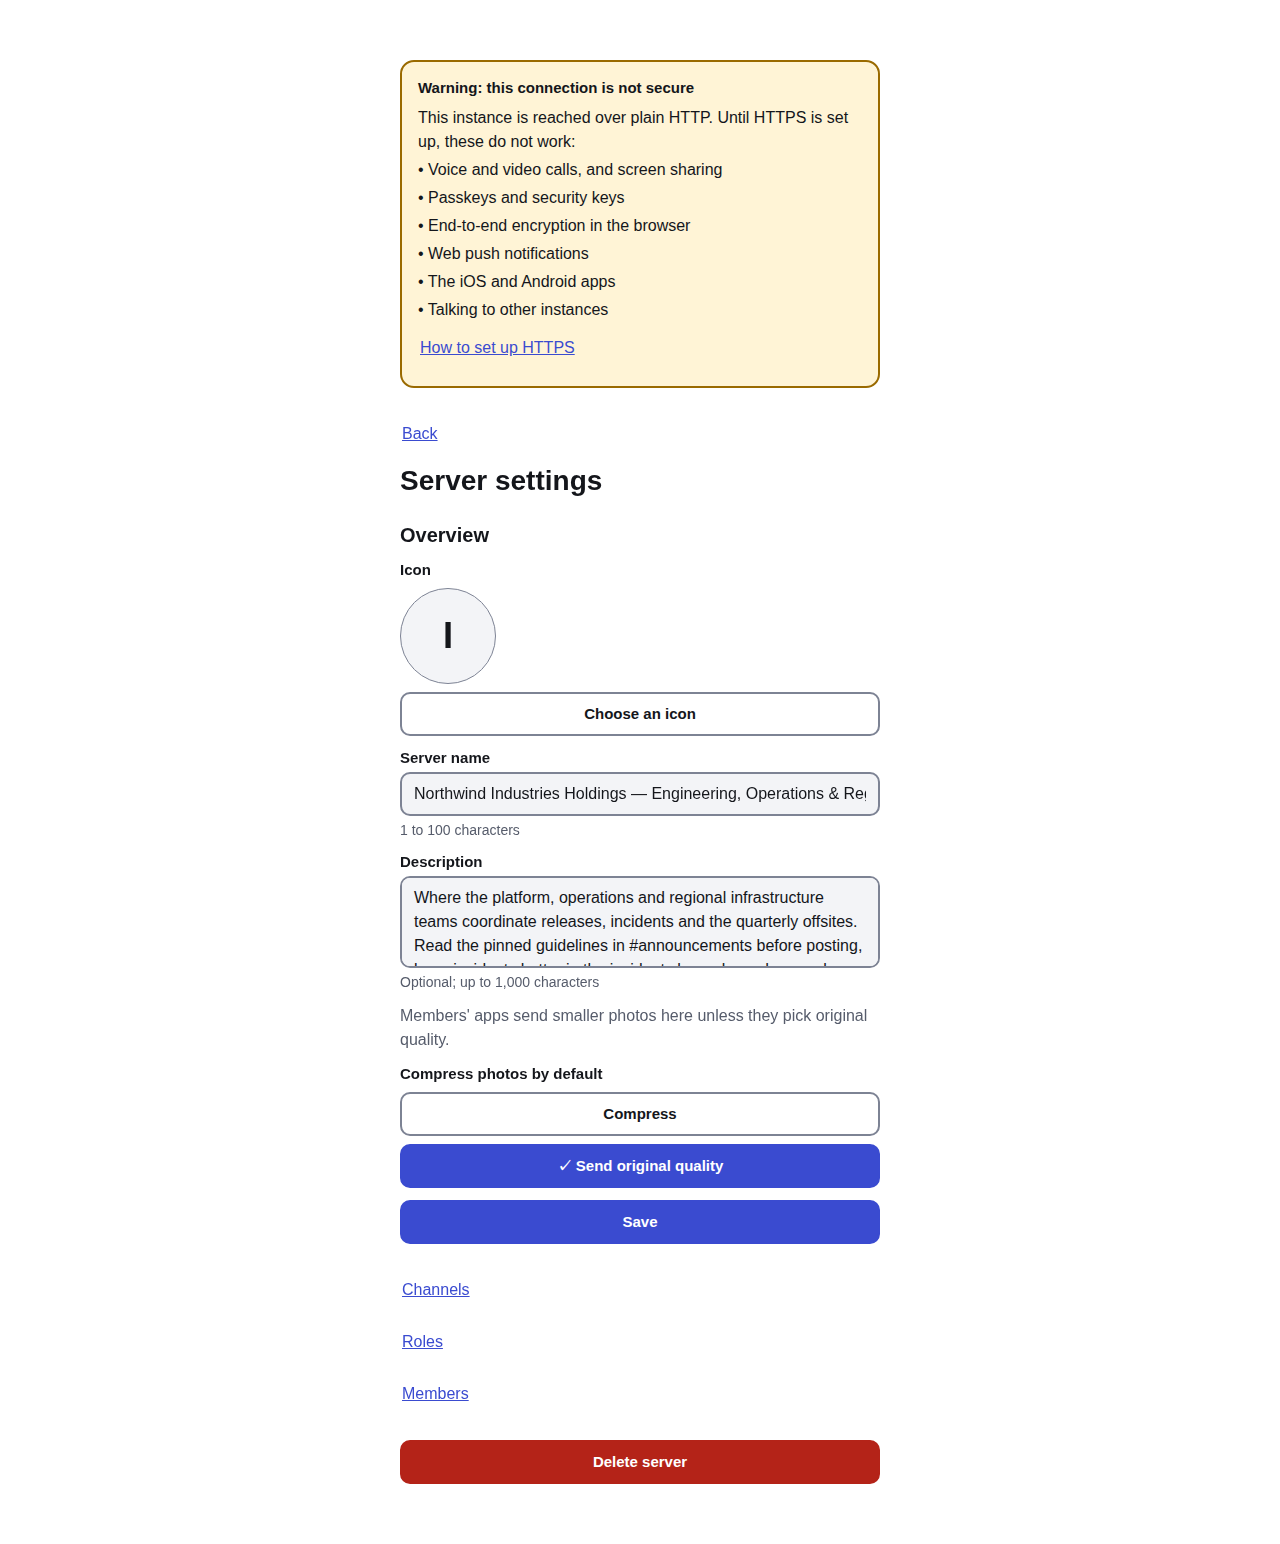 Warning: this connection is not secure
This instance is reached over plain HTTP. Until HTTPS is set
up, these do not work:
• Voice and video calls, and screen sharing
• Passkeys and security keys
• End-to-end encryption in the browser
• Web push notifications
• The iOS and Android apps
• Talking to other instances
How to set up HTTPS
Back
Server settings
Overview
Icon
I
Choose an icon
Server name
Northwind Industries Holdings — Engineering, Operations &
1 to 100 characters
Description
Where the platform, operations and regional infrastructure
teams coordinate releases, incidents and the quarterly offsites.
Read the pinned guidelines in #announcements before posting,
Optional; up to 1,000 characters
Members' apps send smaller photos here unless they pick original
quality.
Compress photos by default
Compress
✓ Send original quality
Save
Channels
Roles
Members
Delete server